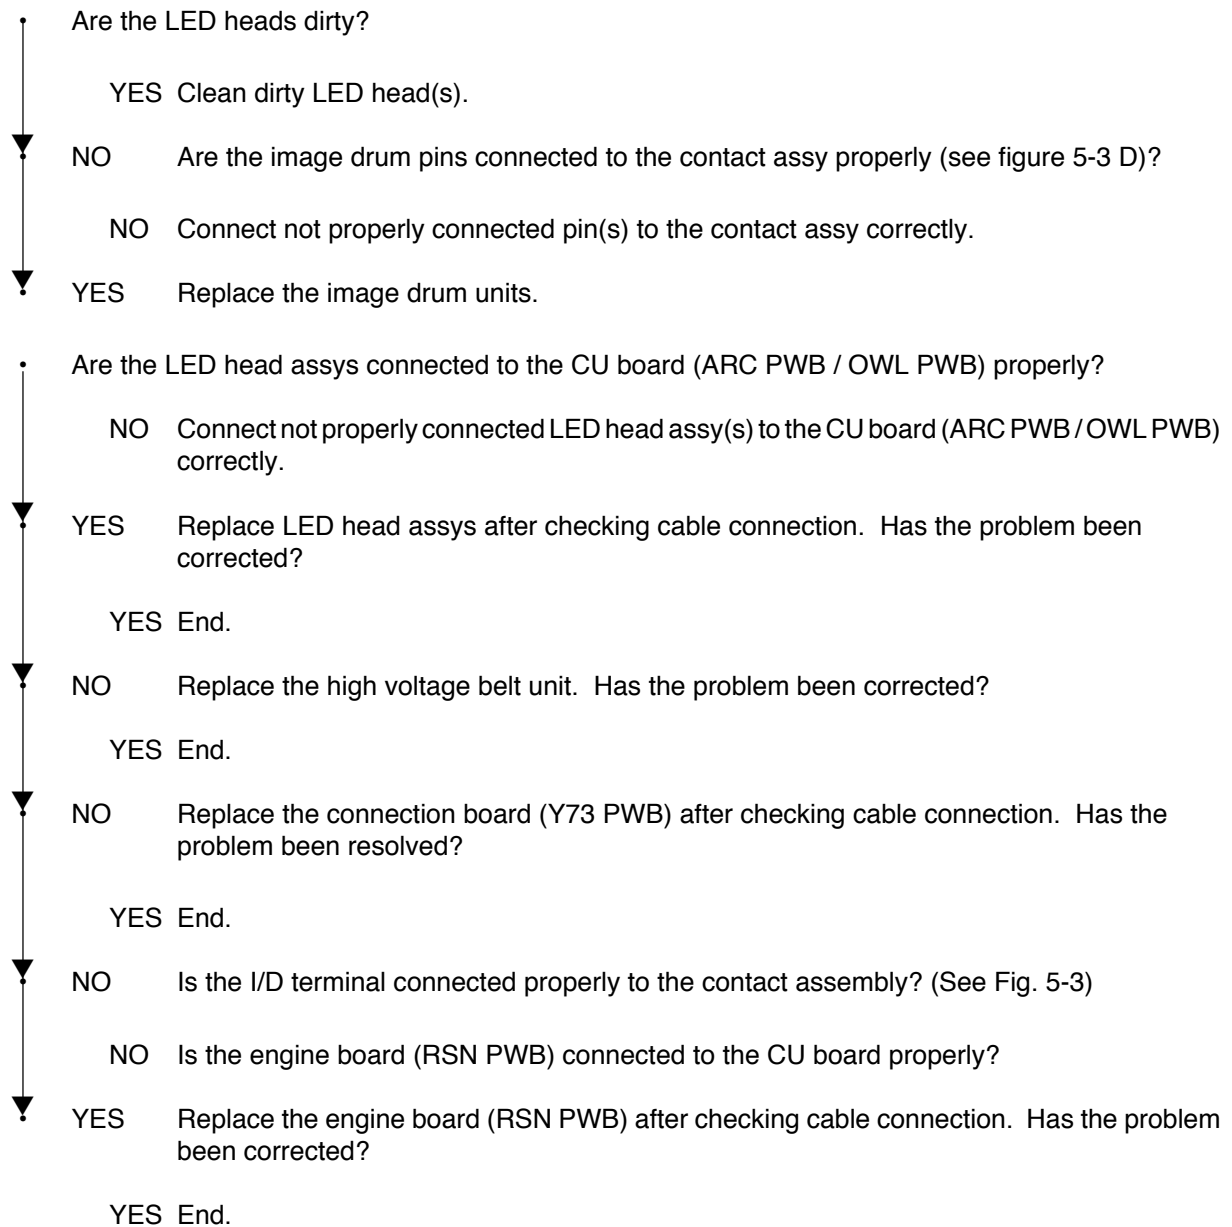 Are the LED heads dirty?
YES Clean dirty LED head(s).
NO Are the image drum pins connected to the contact assy properly (see figure 5-3 D)?
NO Connect not properly connected pin(s) to the contact assy correctly.
YES Replace the image drum units.
Are the LED head assys connected to the CU board (ARC PWB / OWL PWB) properly?
NO Connect not properly connected LED head assy(s) to the CU board (ARC PWB / OWL PWB)
correctly.
YES Replace LED head assys after checking cable connection. Has the problem been
corrected?
YES End.
NO Replace the high voltage belt unit. Has the problem been corrected?
YES End.
NO Replace the connection board (Y73 PWB) after checking cable connection. Has the
problem been resolved?
YES End.
NO Is the I/D terminal connected properly to the contact assembly? (See Fig. 5-3)
NO Is the engine board (RSN PWB) connected to the CU board properly?
YES Replace the engine board (RSN PWB) after checking cable connection. Has the problem
been corrected?
YES End.